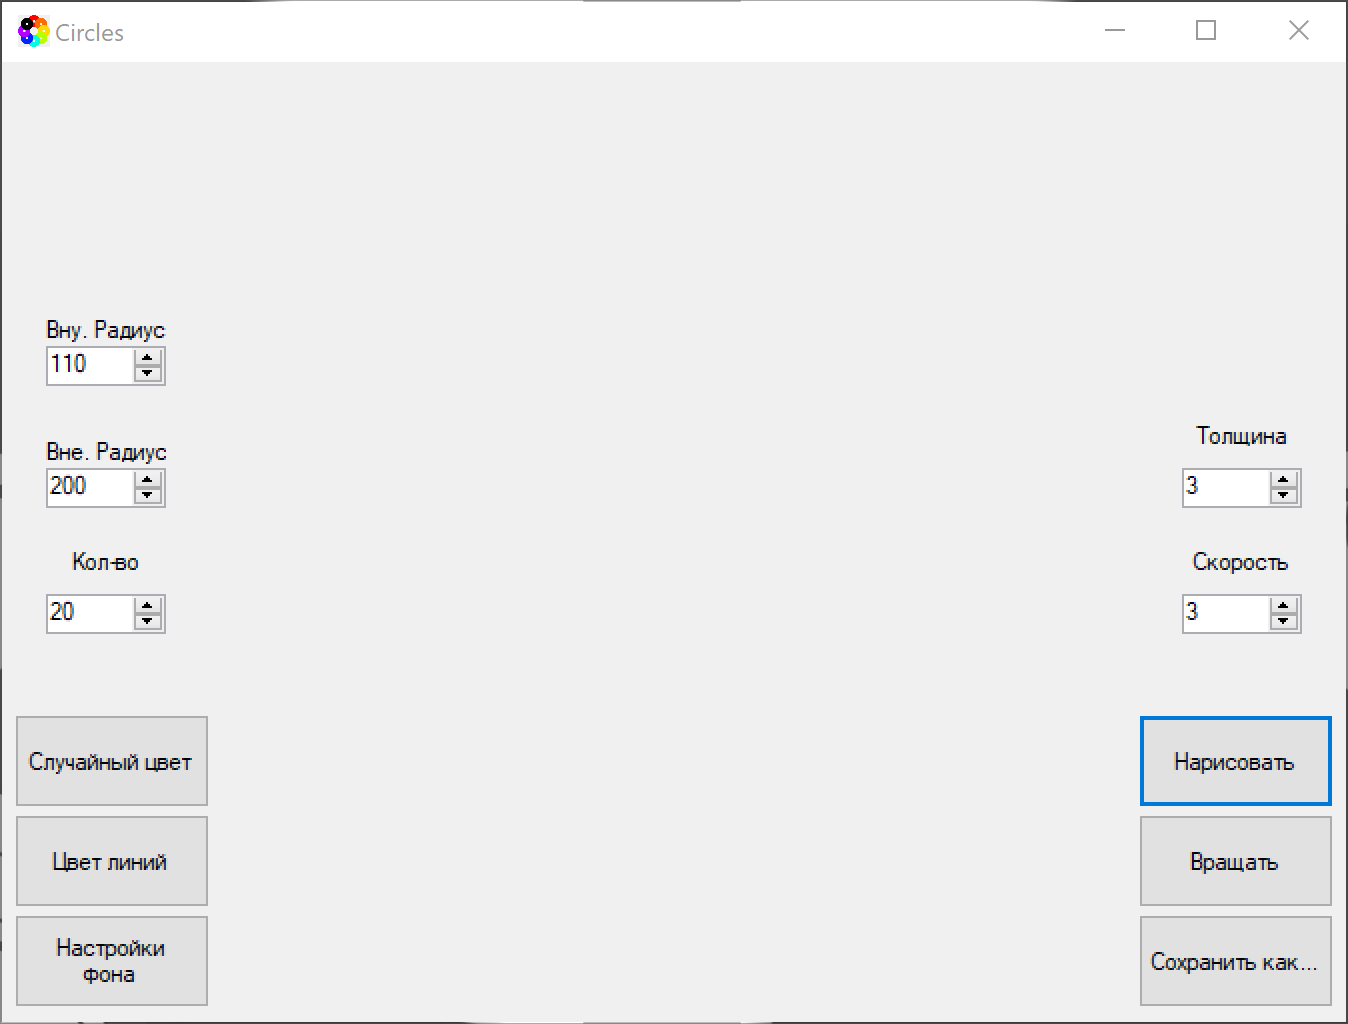 Circles
Вну. Радиус
110
Вне. Радиус
200
Кол-во
20
Толщина
3
Скорость
3
Случайный цвет
Цвет линий
Настройки
фона
Нарисовать
Вращать
Сохранить как...